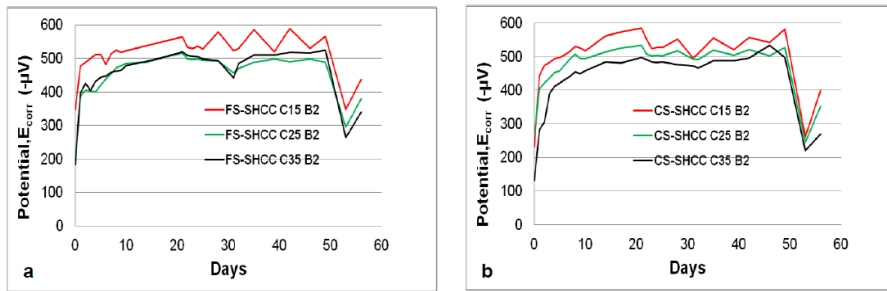 600
500
400
300
200
100
0
0 10 20 30 40 50 60
Potential,Ecorr (-µV)
Days
FS-SHCC C15 B2
FS-SHCC C25 B2
FS-SHCC C35 B2
a
600
500
400
300
200
100
0
0 10 20 30 40 50 60
Potential,Ecorr (-µV)
Days
CS-SHCC C15 B2
CS-SHCC C25 B2
CS-SHCC C35 B2
b